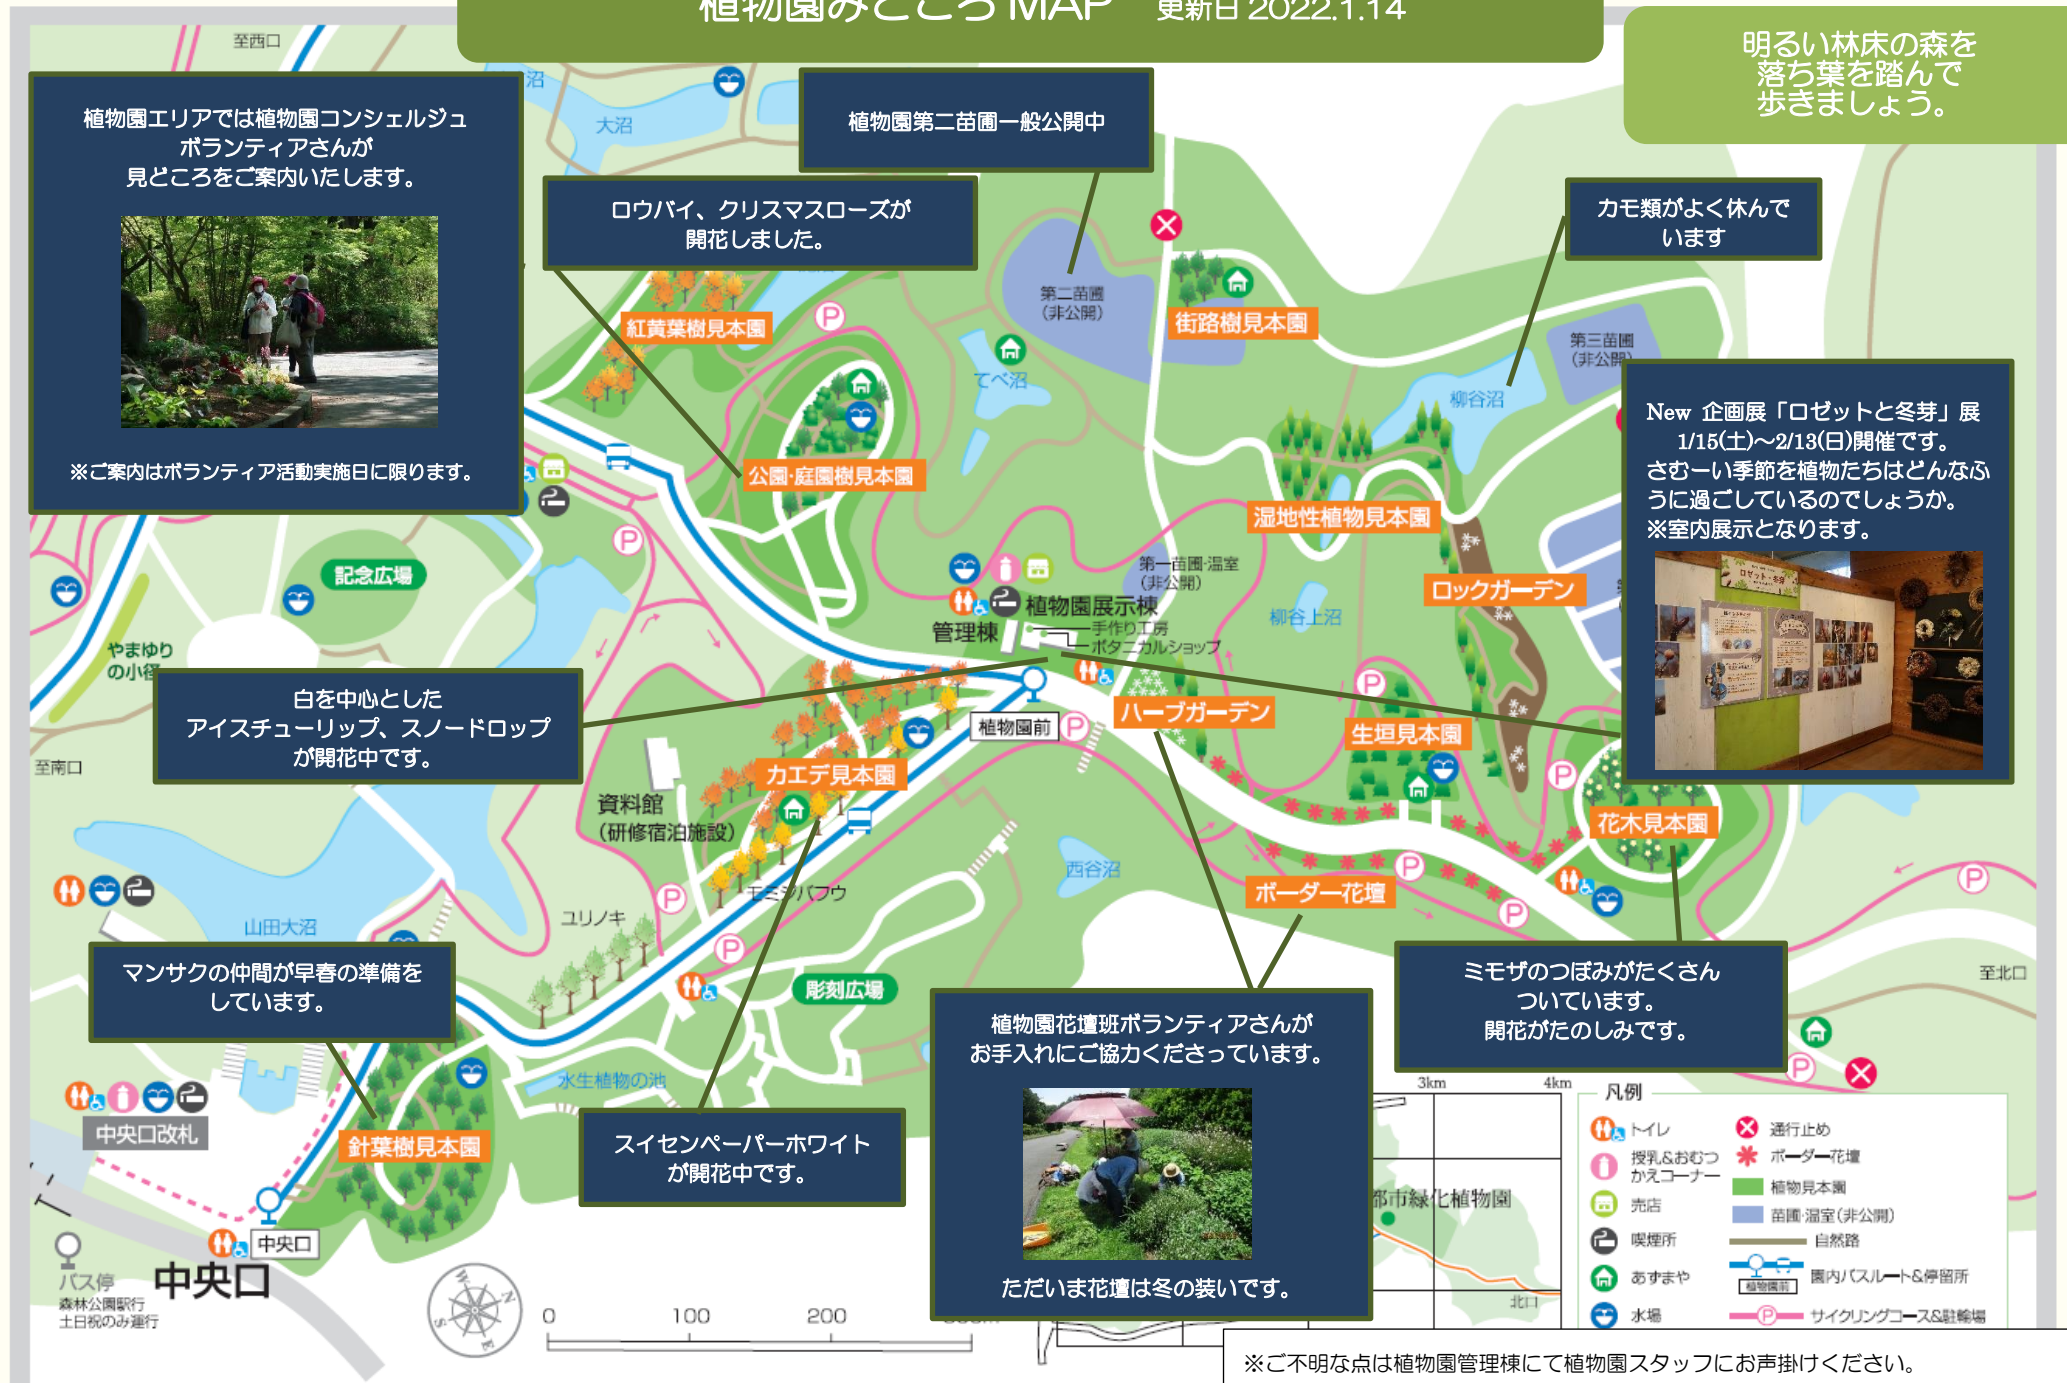 植物園みどころMAP　更新日 2022.1.14
明るい林床の森を
落ち葉を踏んで
歩きましょう。
至西口
沼
大沼
植物園エリアでは植物園コンシェルジュ
ボランティアさんが
見どころをご案内いたします。
※ご案内はボランティア活動実施日に限ります。
植物園第二苗圃一般公開中
ロウバイ、クリスマスローズが
開花しました。
カモ類がよく休んで
います
紅黄葉樹見本園
第二苗圃
(非公開)
街路樹見本園
てべ沼
第三苗圃
(非公開)
柳谷沼
公園・庭園樹見本園
湿地性植物見本園
New 企画展「ロゼットと冬芽」展
1/15(土)～2/13(日)開催です。
さむーい季節を植物たちはどんなふ
うに過ごしているのでしょうか。
※室内展示となります。
ロゼット・冬芽
記念広場
第一苗圃・温室
(非公開)
植物園展示棟
管理棟
手作り工房
ボタニカルショップ
柳谷上沼
ロックガーデン
やまゆり
の小径
白を中心とした
アイスチューリップ、スノードロップ
が開花中です。
至南口
植物園前
ハーブガーデン
生垣見本園
カエデ見本園
資料館
(研修宿泊施設)
花木見本園
西谷沼
モミジバフウ
ユリノキ
ボーダー花壇
山田大沼
マンサクの仲間が早春の準備を
しています。
彫刻広場
植物園花壇班ボランティアさんが
お手入れにご協力くださっています。
ただいま花壇は冬の装いです。
ミモザのつぼみがたくさん
ついています。
開花がたのしみです。
至北口
水生植物の池
スイセンペーパーホワイト
が開花中です。
中央口改札
針葉樹見本園
中央口
中央口
バス停
森林公園駅行
土日祝のみ運行
W
N
S
E
0
100
200
3km
4km
都市緑化植物園
北口
凡例
トイレ
授乳&おむつ
かえコーナー
売店
喫煙所
あずまや
水場
通行止め
ボーダー花壇
植物見本園
苗圃・温室(非公開)
自然路
植物園前
園内バスルート&停留所
サイクリングコース&駐輪場
※ご不明な点は植物園管理棟にて植物園スタッフにお声掛けください。